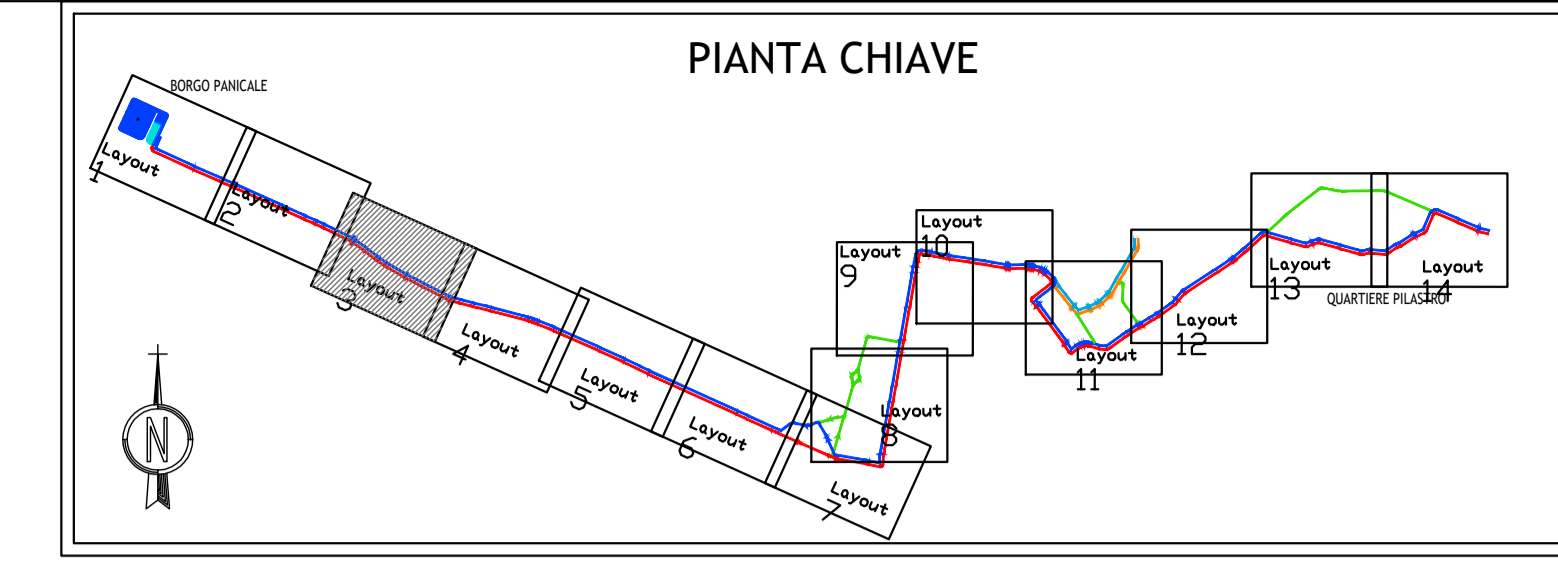 PIANTA CHIAVE
BORGO PANICALE
Layout
1
Layout
2
Layout
3
Layout
4
Layout
5
Layout
6
Layout
7
Layout
8
Layout
9
Layout
10
Layout
11
Layout
12
Layout
13
Layout
14
QUARTIERE PILASTRO
N